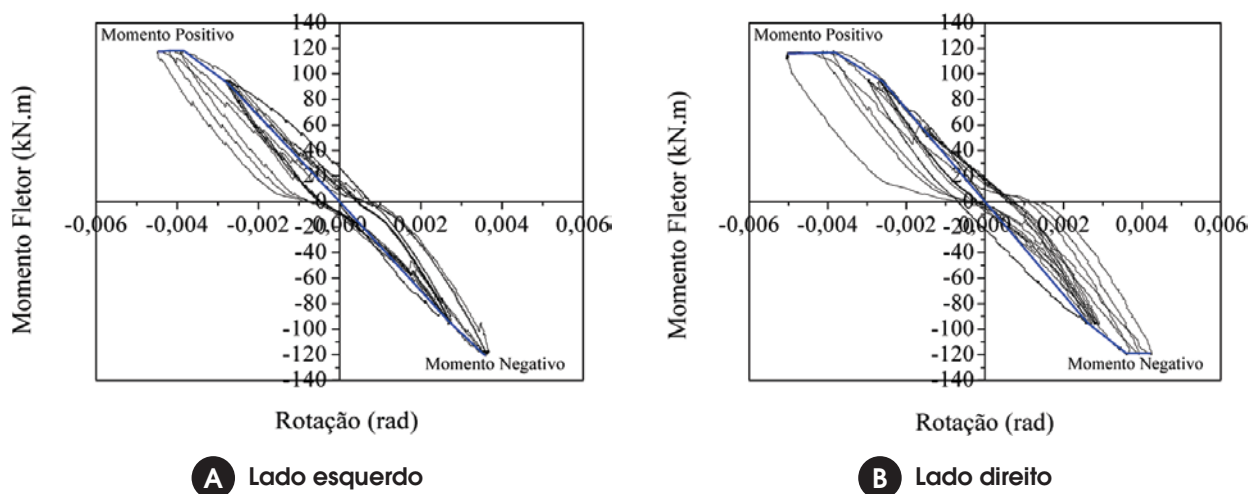 Momento Fletor (kN.m)
Momento Positivo
140
120
100
80
60
40
20
0
-20
-40
-60
-80
-100
-120
-140
-0,006 -0,004 -0,002 0,000 0,002 0,004 0,006
Momento Negativo
Rotação (rad)
A Lado esquerdo
Momento Fletor (kN.m)
Momento Positivo
140
120
100
80
60
40
20
0
-20
-40
-60
-80
-100
-120
-140
-0,006 -0,004 -0,002 0,000 0,002 0,004 0,006
Momento Negativo
Rotação (rad)
B Lado direito